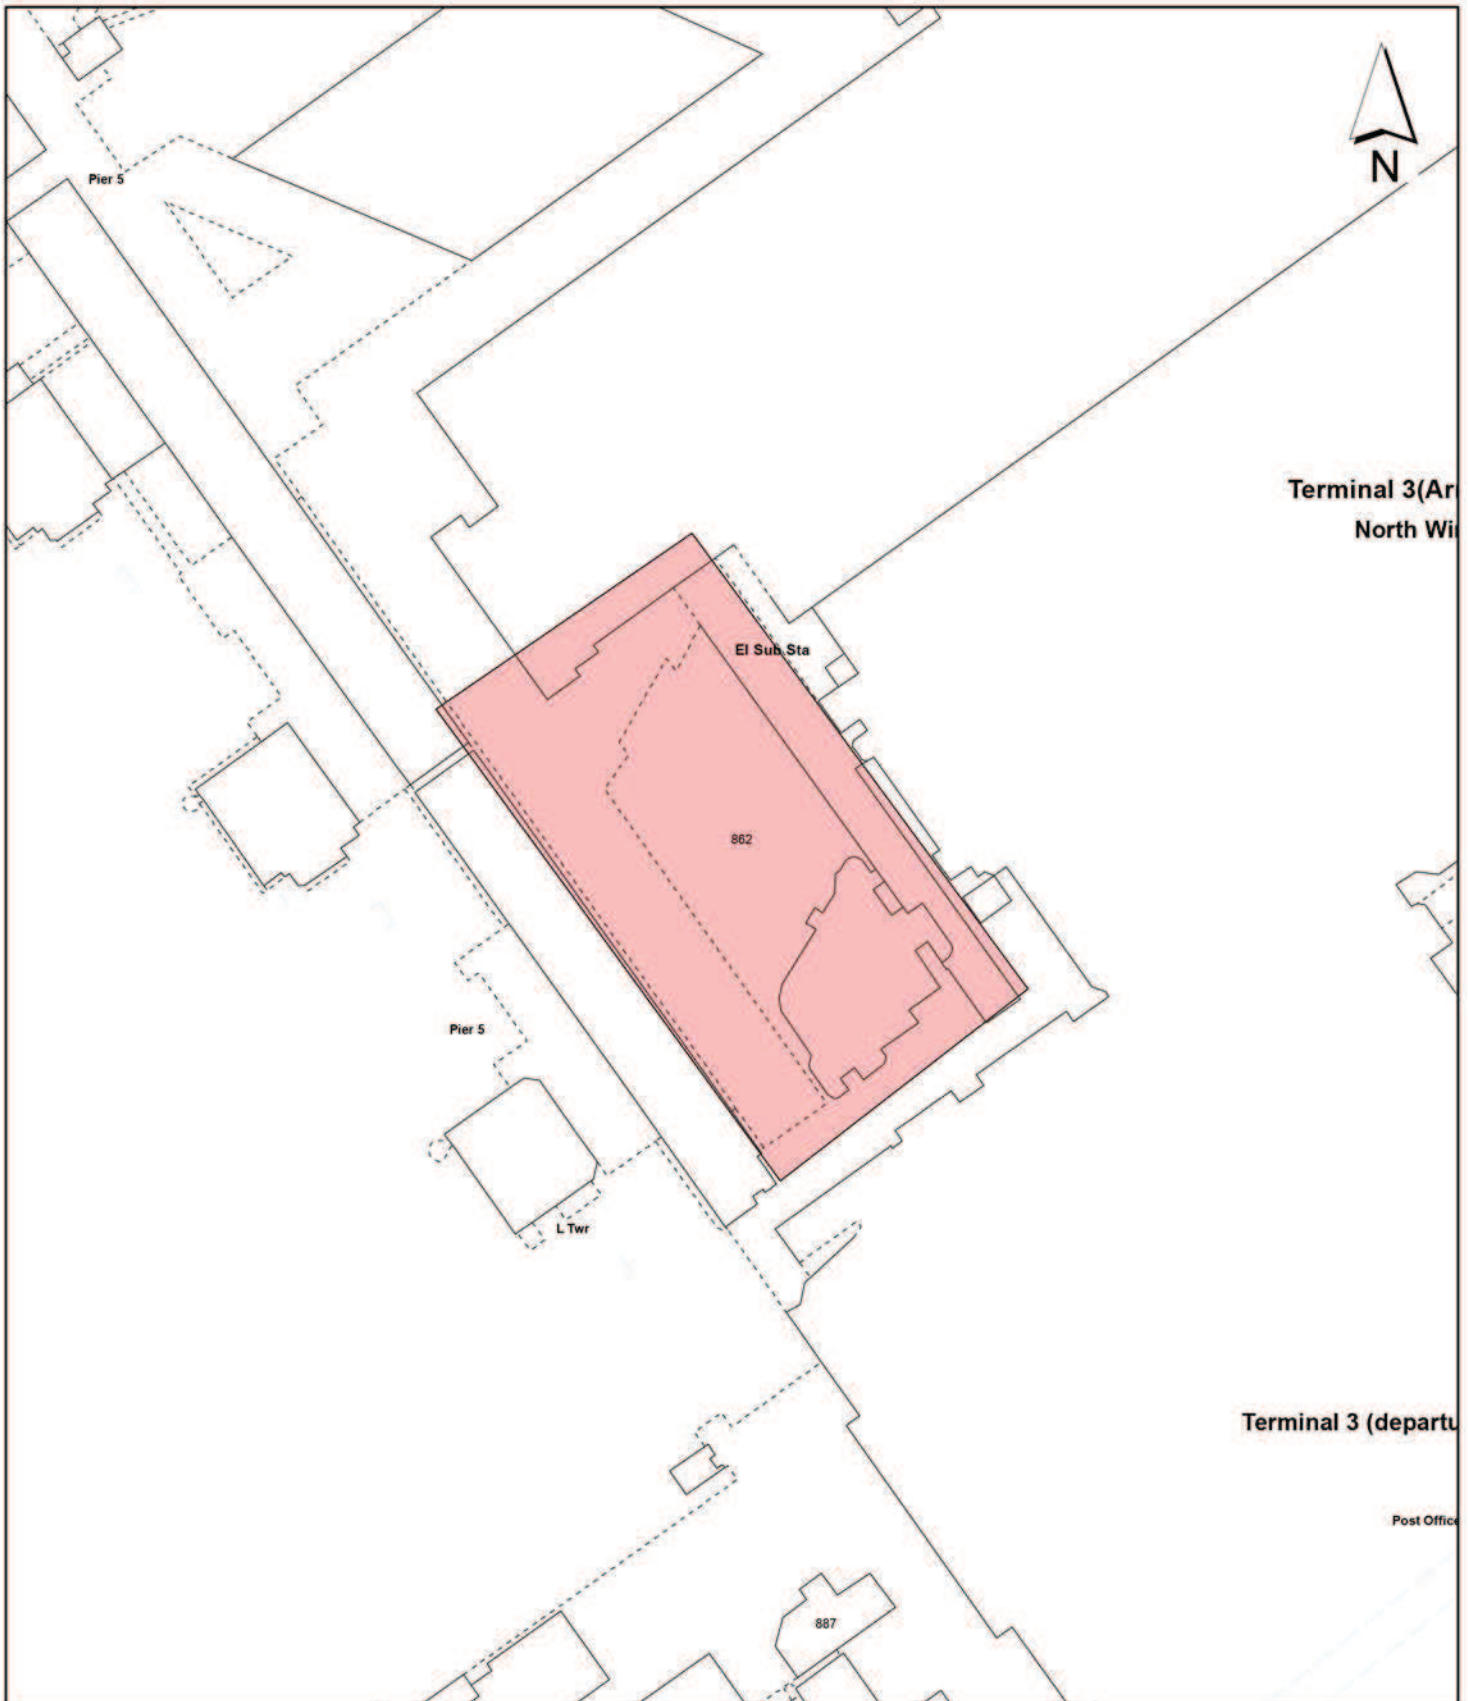 N
Pier 5
Terminal 3(Arr
North Wi
El Sub Sta
862
Pier 5
L Twr
Terminal 3 (departu
Post Office
887